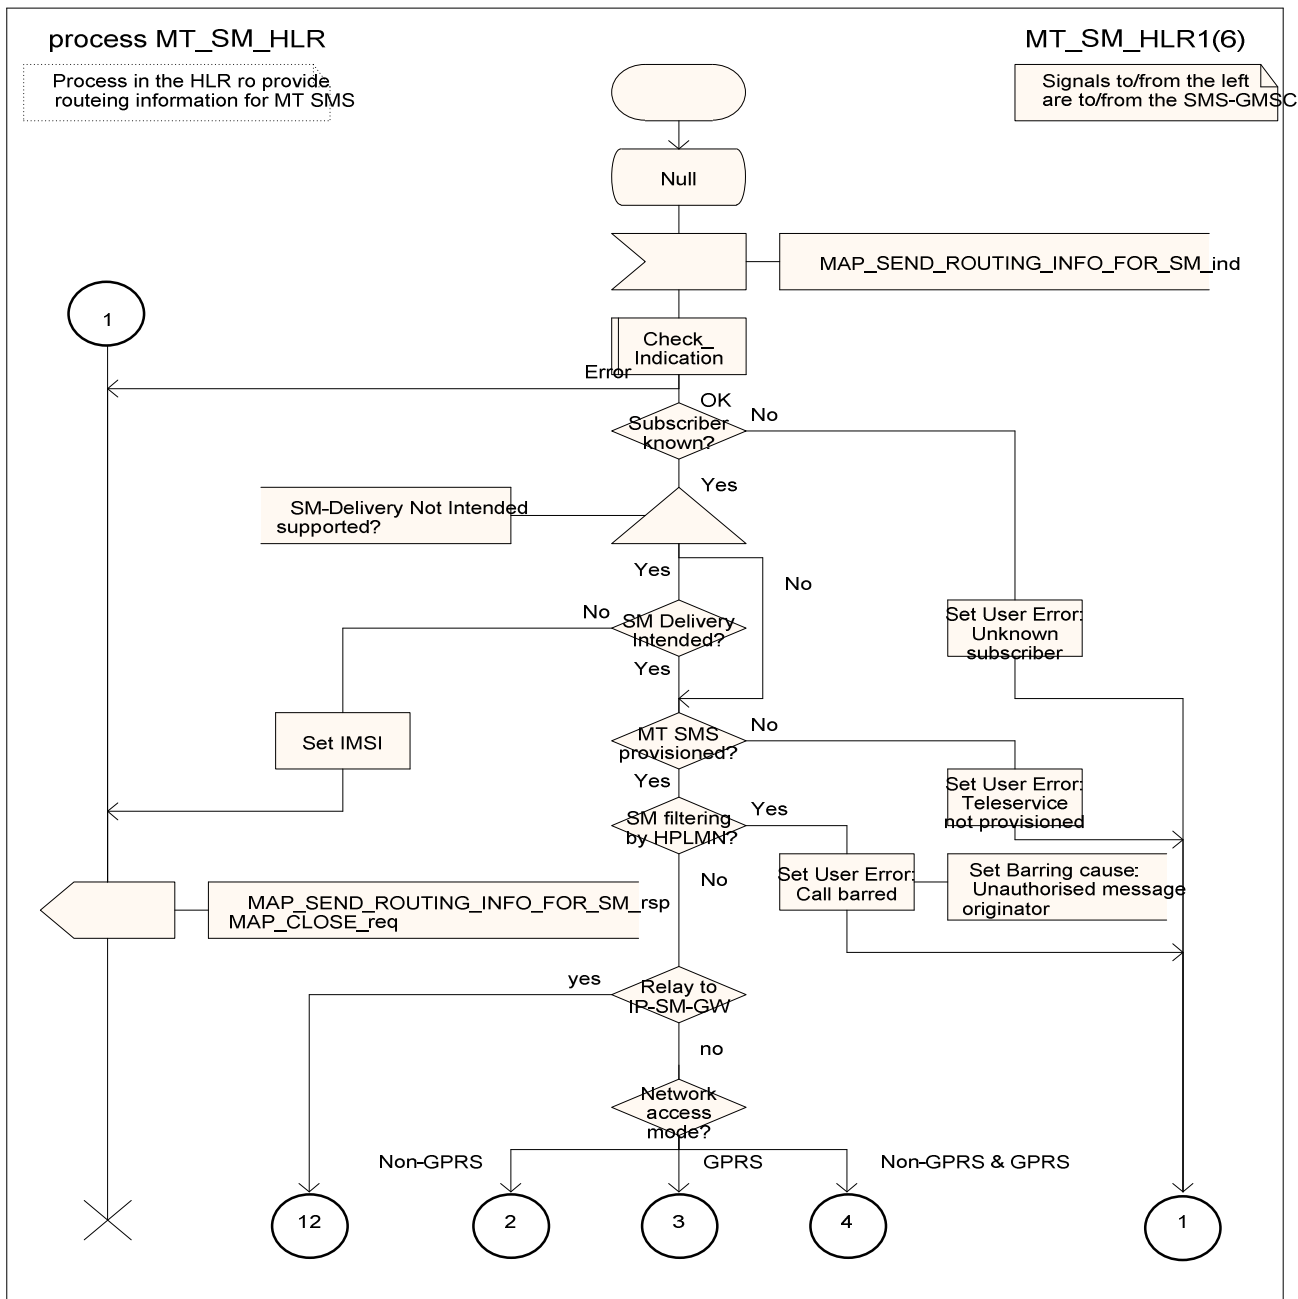 process MT_SM_HLR
MT_SM_HLR1(6)
Process in the HLR ro provide
routeing information for MT SMS
Signals to/from the left
are to/from the SMS-GMSC
Null
MAP_SEND_ROUTING_INFO_FOR_SM_ind
1
Check_
Indication
Error
OK
Subscriber
known?
No
Yes
SM-Delivery Not Intended
supported?
Yes
No
No
SM Delivery
Intended?
Set User Error:
Unknown
subscriber
Yes
Set IMSI
MT SMS
provisioned?
No
Yes
Set User Error:
Teleservice
not provisioned
SM filtering
by HPLMN?
Yes
No
Set User Error:
Call barred
Set Barring cause:
Unauthorised message
originator
MAP_SEND_ROUTING_INFO_FOR_SM_rsp
MAP_CLOSE_req
yes
Relay to
IP-SM-GW
no
Network
access
mode?
Non-GPRS
GPRS
Non-GPRS & GPRS
12
2
3
4
1